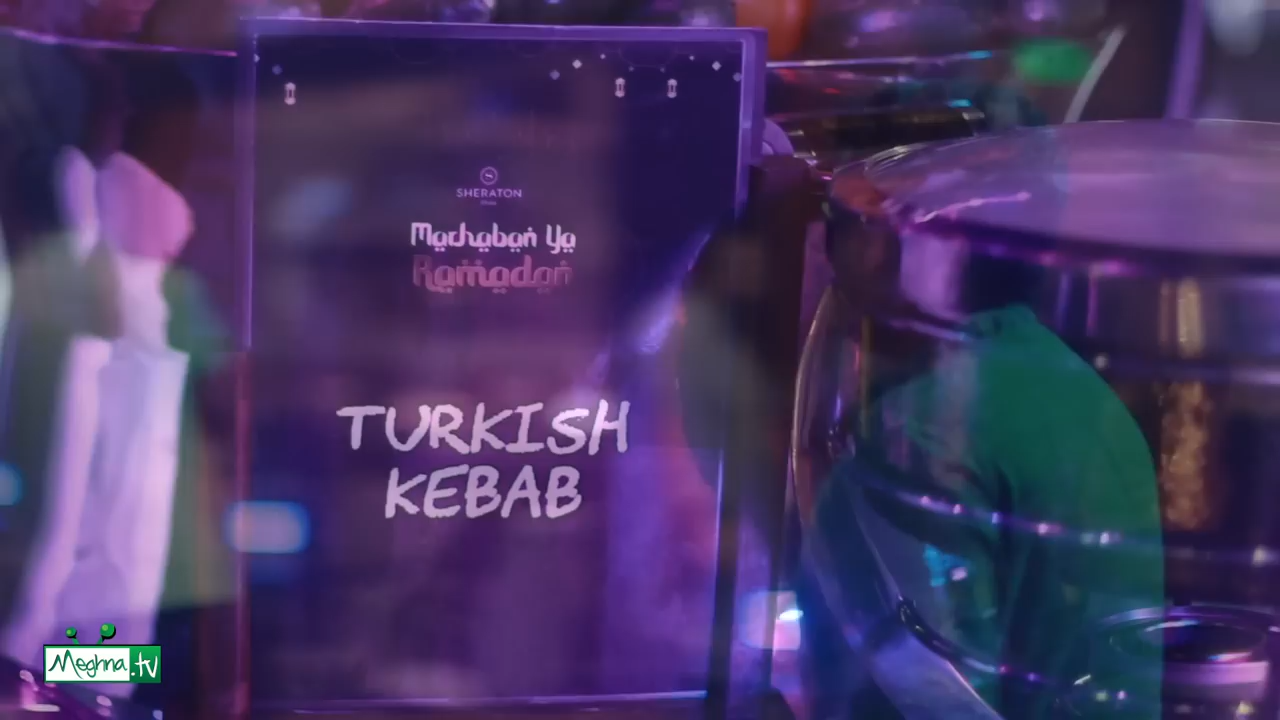 SHERATON
Marhaban Ya
Ramadan
TURKISH
KEBAB
Meghna.tv